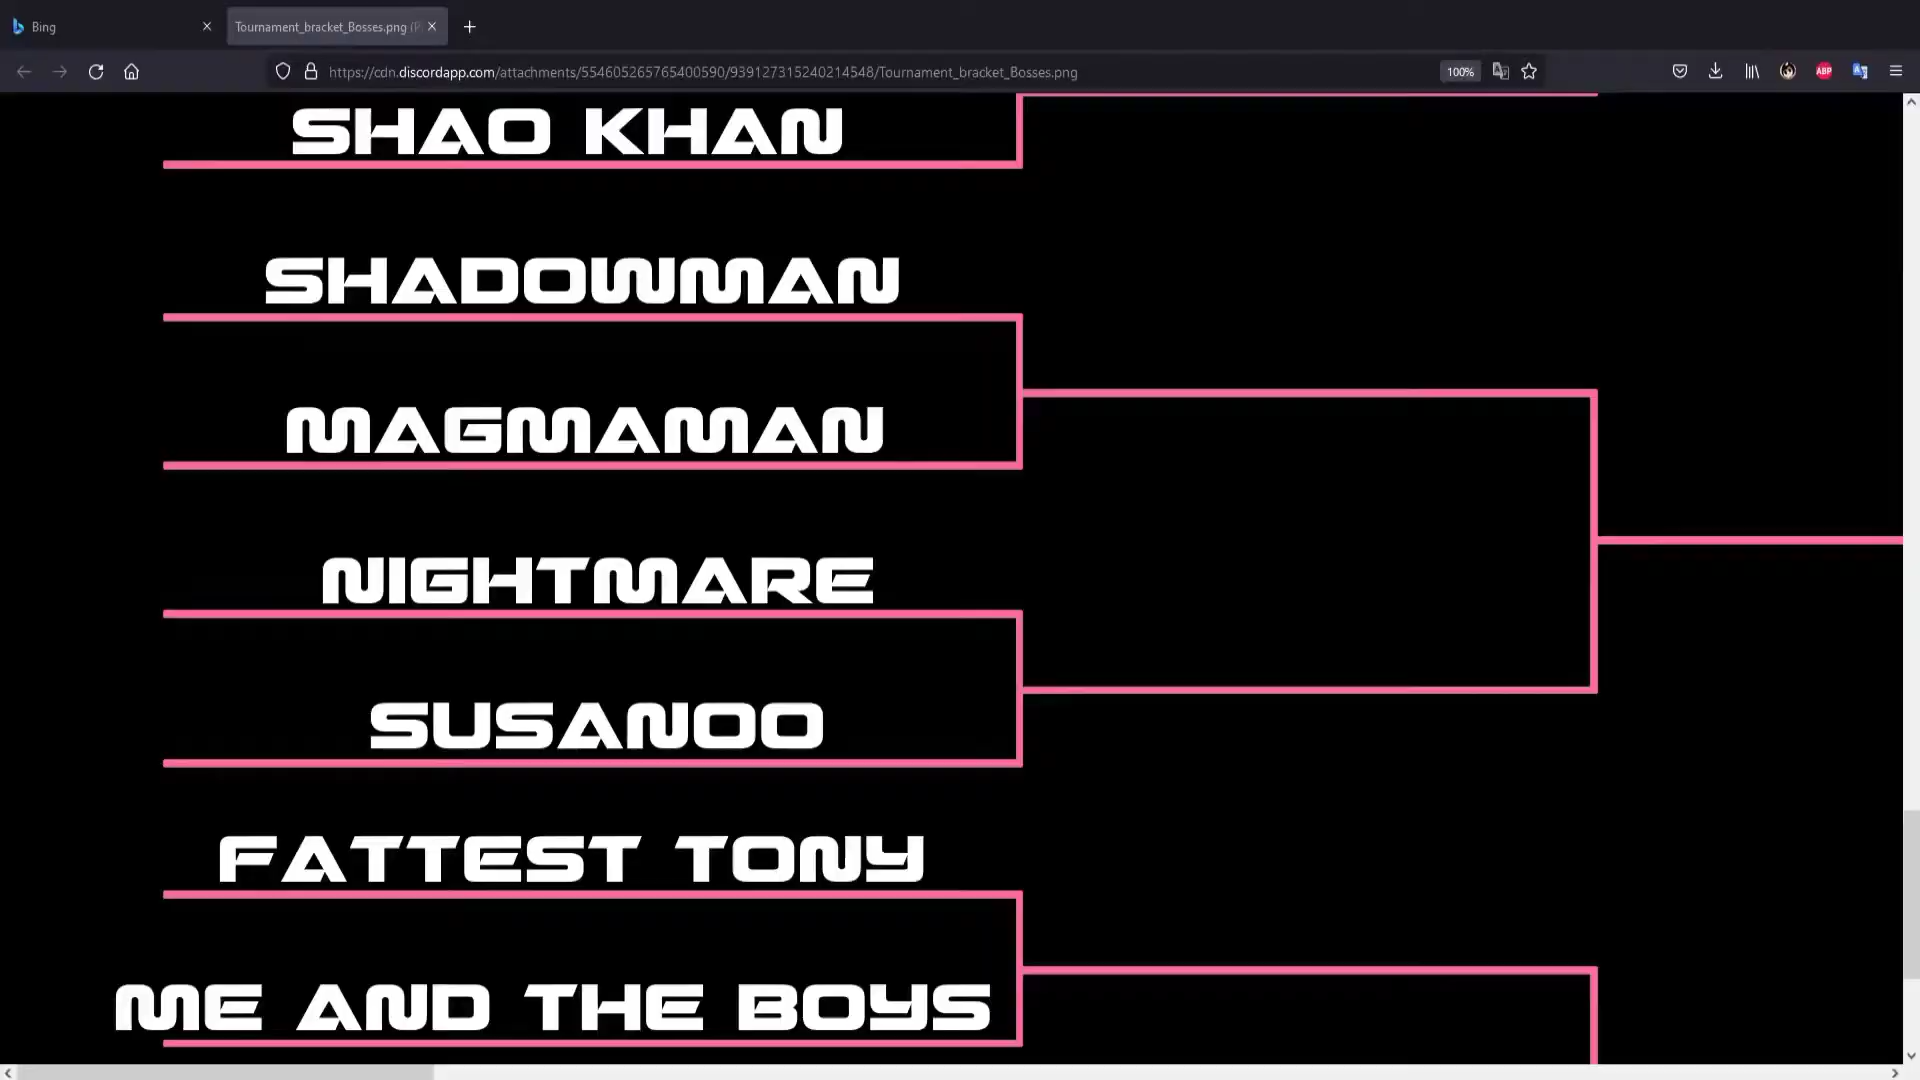 Bing
Tournament_bracket_Bosses.png (P
https://cdn.discordapp.com/attachments/554605265765400590/939127315240214548/Tournament_bracket_Bosses.png
100%
ABP
SHAO KHAN
SHADOWMAN
MAGMAMAN
NIGHTMARE
SUSANOO
FATTEST TONY
ME AND THE BOYS